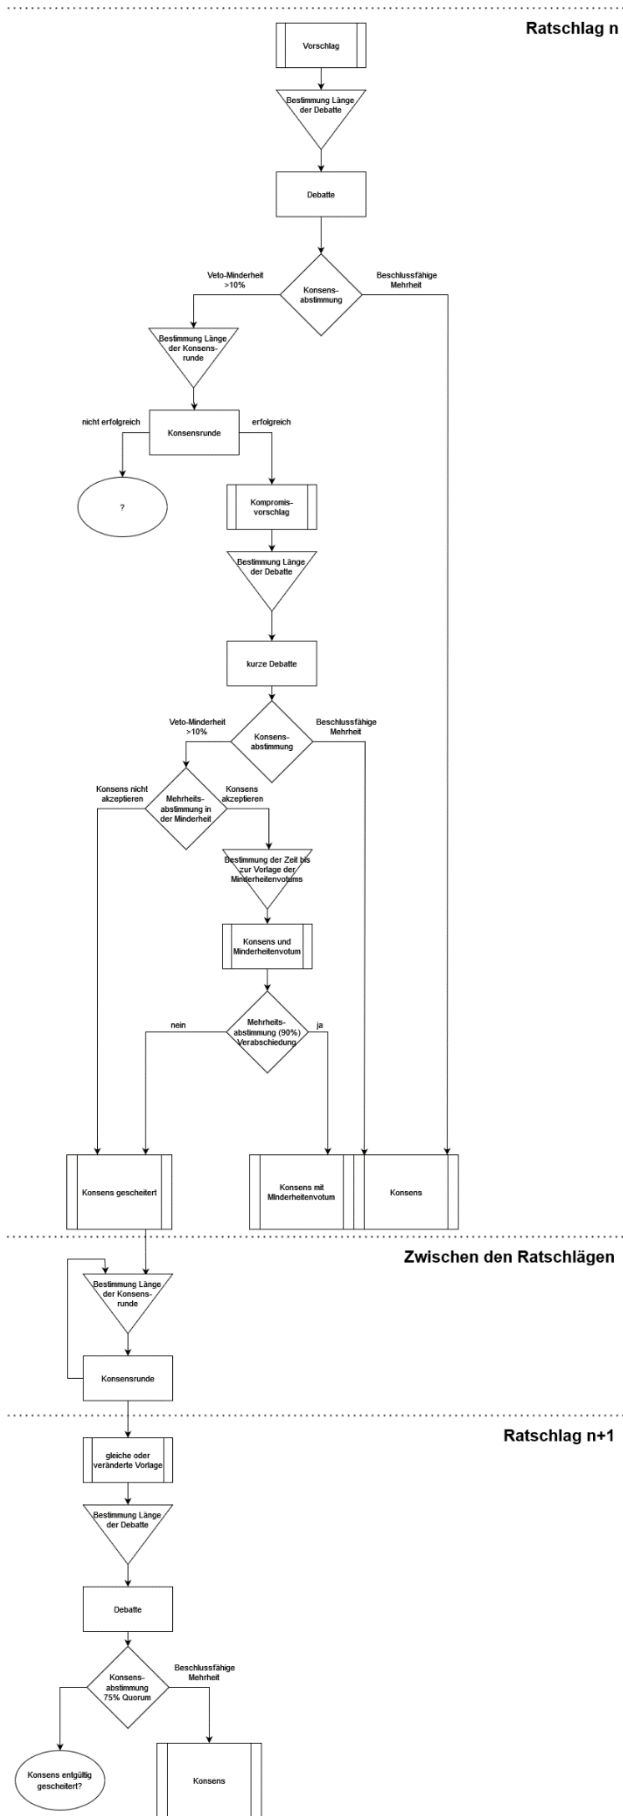 Ratschlag n
Vorschlag
Bestimmung Länge
der Debatte
Debatte
Veto-Minderheit
>10%
Konsens-
abstimmung
Beschlussfähige
Mehrheit
Bestimmung Länge
der Konsens-
runde
nicht erfolgreich
Konsensrunde
erfolgreich
?
Kompromis-
vorschlag
Bestimmung Länge
der Debatte
kurze Debatte
Veto-Minderheit
>10%
Konsens-
abstimmung
Beschlussfähige
Mehrheit
Konsens nicht
akzeptieren
Mehrheits-
abstimmung in
der Minderheit
Konsens
akzeptieren
Bestimmung der Zeit bis
zur Vorlage der
Minderheitenvotums
Konsens und
Minderheitenvotum
nein
Mehrheits-
abstimmung (90%)
Verabschiedung
ja
Konsens gescheitert
Konsens mit
Minderheitenvotum
Konsens
Zwischen den Ratschlägen
Bestimmung Länge
der Konsens-
runde
Konsensrunde
Ratschlag n+1
gleiche oder
veränderte Vorlage
Bestimmung Länge
der Debatte
Debatte
Konsens-
abstimmung
75% Quorum
Beschlussfähige
Mehrheit
Konsens entgültig
gescheitert?
Konsens